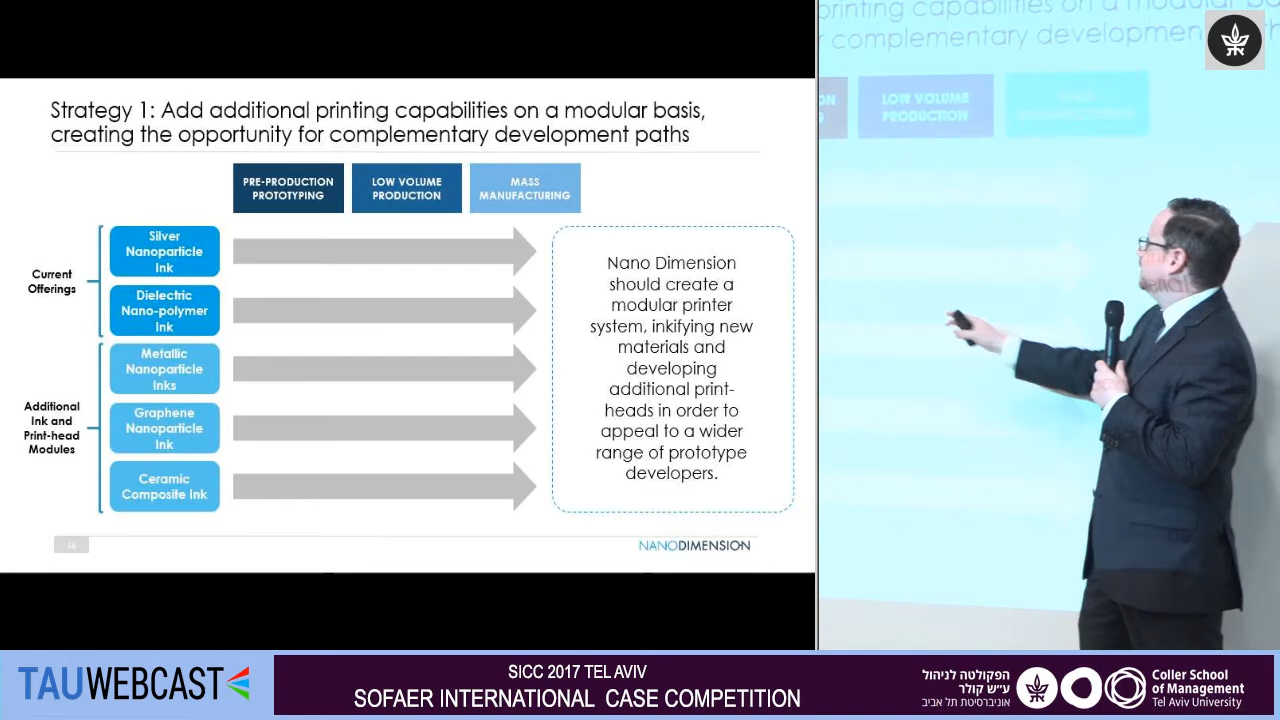 Strategy 1: Add additional printing capabilities on a modular basis,
creating the opportunity for complementary development paths
PRE-PRODUCTION
PROTOTYPING
LOW VOLUME
PRODUCTION
MASS
MANUFACTURING
Current
Offerings
Silver
Nanoparticle
Ink
Dielectric
Nano-polymer
Ink
Additional
Ink and
Print-head
Modules
Metallic
Nanoparticle
Inks
Graphene
Nanoparticle
Ink
Ceramic
Composite Ink
Nano Dimension
should create a
modular printer
system, inkifying new
materials and
developing
additional print-
heads in order to
appeal to a wider
range of prototype
developers.
16
NANODIMENSION
printing capabilities on a modular
complementary development
ON
LOW VOLUME
PRODUCTION
TAUWEBCAST
SICC 2017 TEL AVIV
SOFAER INTERNATIONAL CASE COMPETITION
הפקולטה לניהול
ע״ש קולר
אוניברסיטת תל אביב
Coller School
of Management
Tel Aviv University